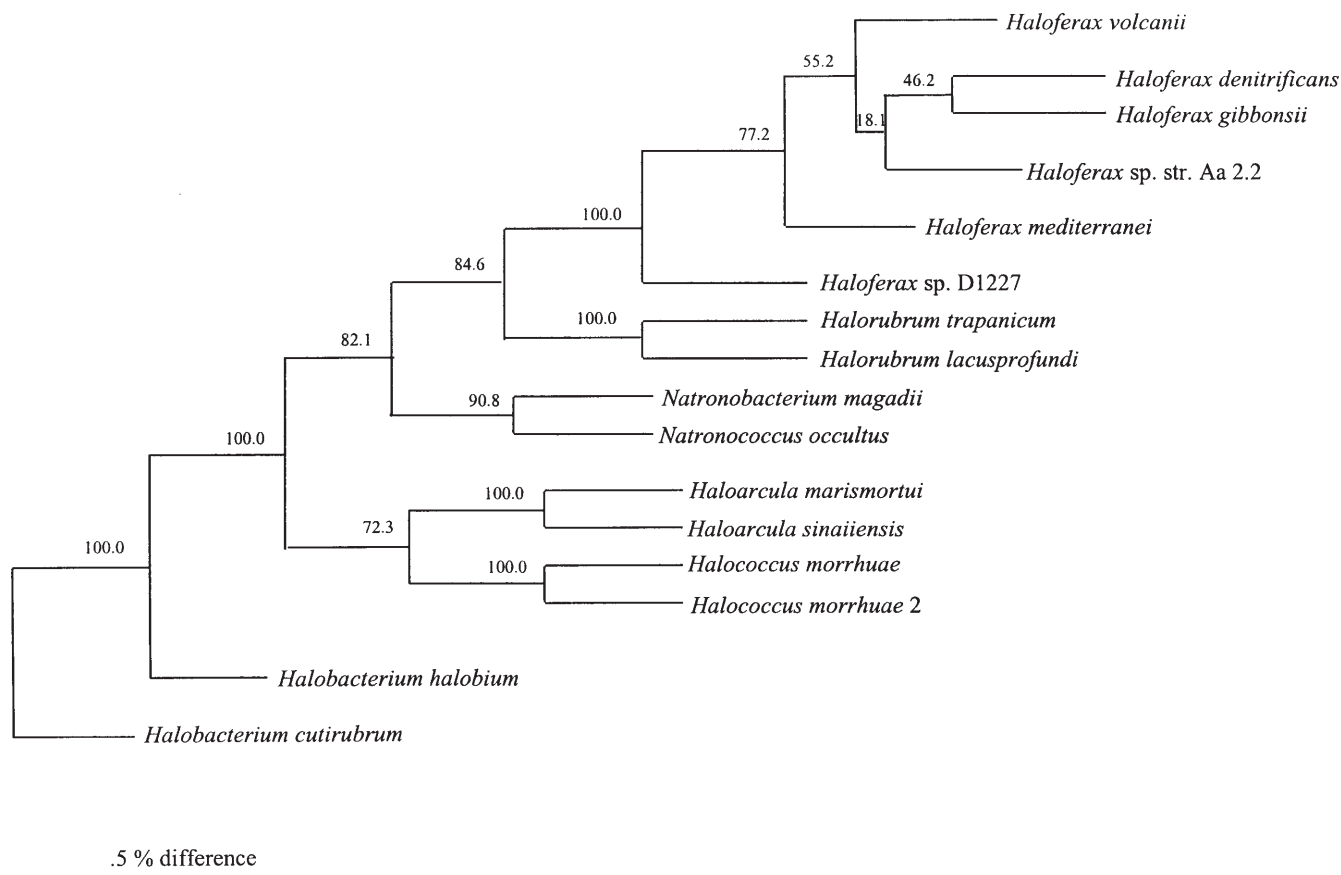 Haloferax volcanii
55.2
46.2
Haloferax denitrificans
18.1
Haloferax gibbonsii
77.2
Haloferax sp. str. Aa 2.2
100.0
Haloferax mediterranei
84.6
Haloferax sp. D1227
100.0
Halorubrum trapanicum
82.1
Halorubrum lacusprofundi
90.8
Natronobacterium magadii
Natronococcus occultus
100.0
100.0
Haloarcula marismortui
72.3
Haloarcula sinaiiensis
100.0
100.0
Halococcus morrhuae
Halococcus morrhuae 2
Halobacterium halobium
Halobacterium cutirubrum
.5 % difference